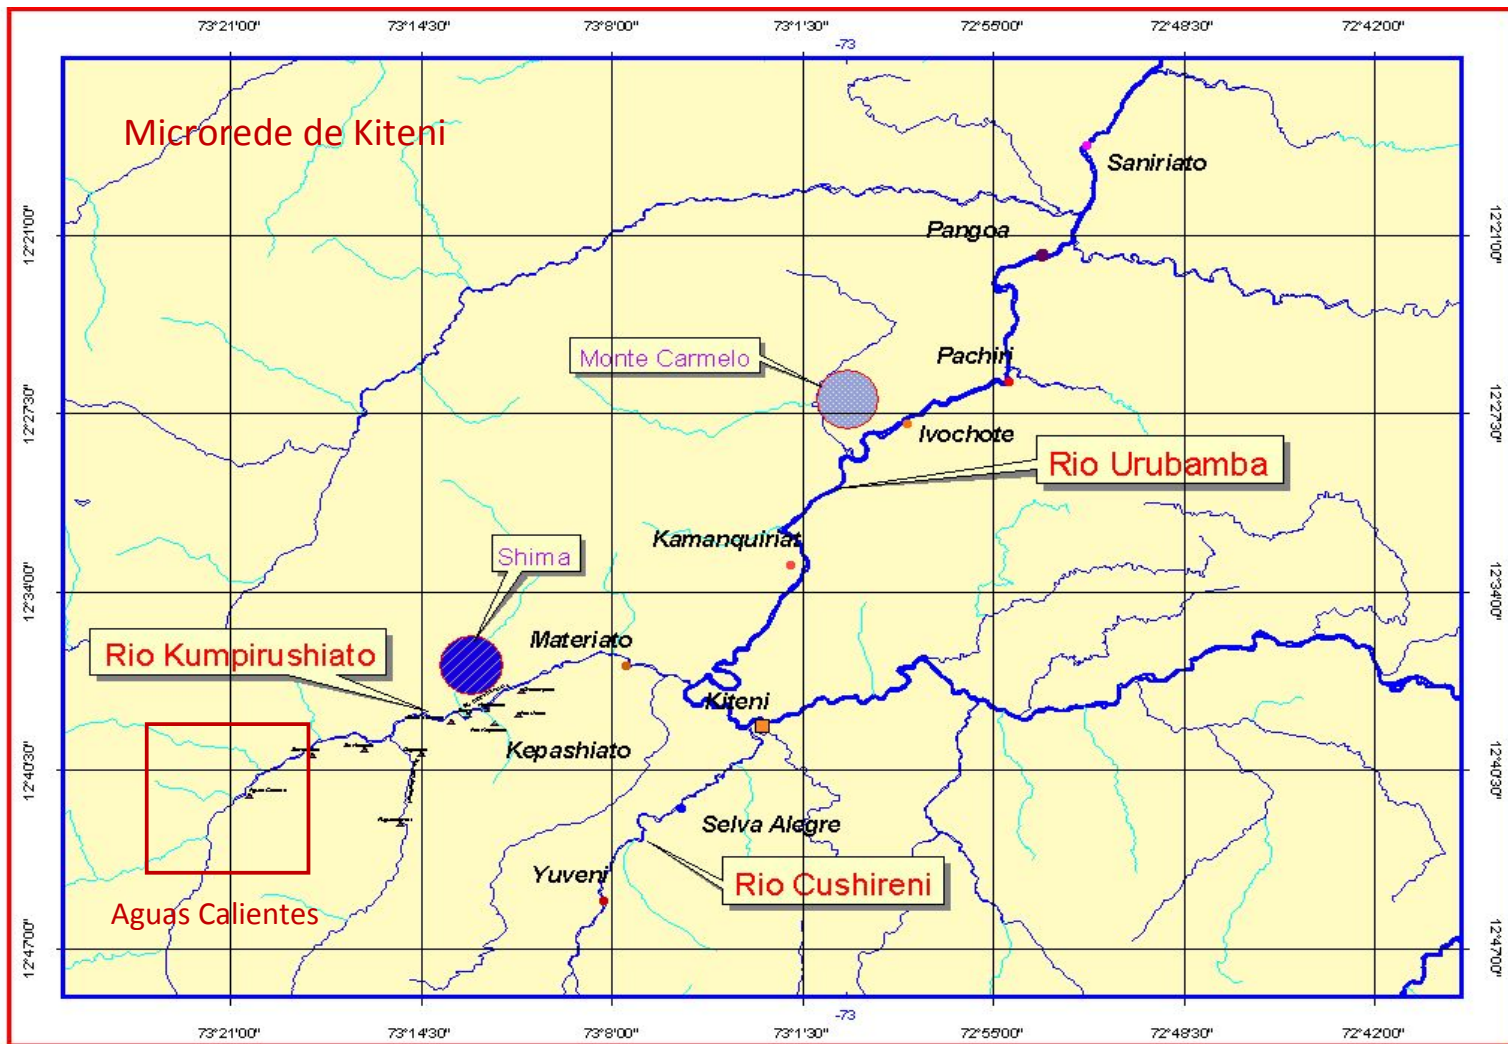 73°21'00" 73°14'30" 73°8'00" 73°1'30" 72°55'00" 72°48'30" 72°42'00"
-73
Microrede de Kiteni
Saniriato
12°21'00" 12°21'00"
Pangoa
Monte Carmelo
Pachiri
12°27'30" 12°27'30"
Ivochote
Rio Urubamba
Kamanquiriat
Shima
12°34'00" 12°34'00"
Materiato
Rio Kumpirushiato
Kiteni
Kepashiato
12°40'30" 12°40'30"
Selva Alegre
Yuveni
Rio Cushireni
Aguas Calientes
12°47'00" 12°47'00"
-73
73°21'00" 73°14'30" 73°8'00" 73°1'30" 72°55'00" 72°48'30" 72°42'00"